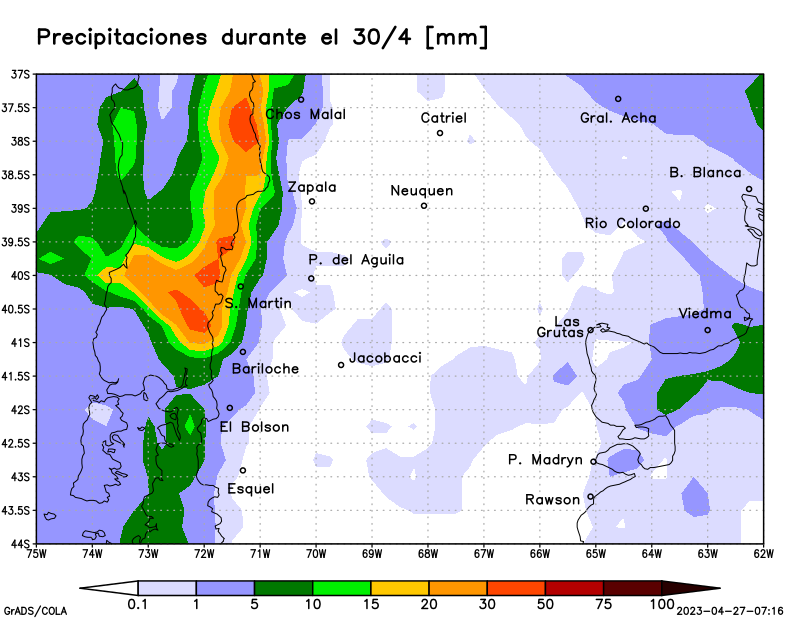 Precipitaciones durante el 30/4 [mm]
37S
37.5S
38S
38.5S
39S
39.5S
40S
40.5S
41S
41.5S
42S
42.5S
43S
43.5S
44S
Chos Malal
Catriel
Gral. Acha
B. Blanca
Zapala
Neuquen
Rio Colorado
P. del Aguila
S. Martin
Viedma
Las
Grutas
Jacobacci
Bariloche
El Bolson
P. Madryn
Esquel
Rawson
75W 74W 73W 72W 71W 70W 69W 68W 67W 66W 65W 64W 63W 62W
0.1 1 5 10 15 20 30 50 75 100
GrADS/COLA
2023-04-27-07:16